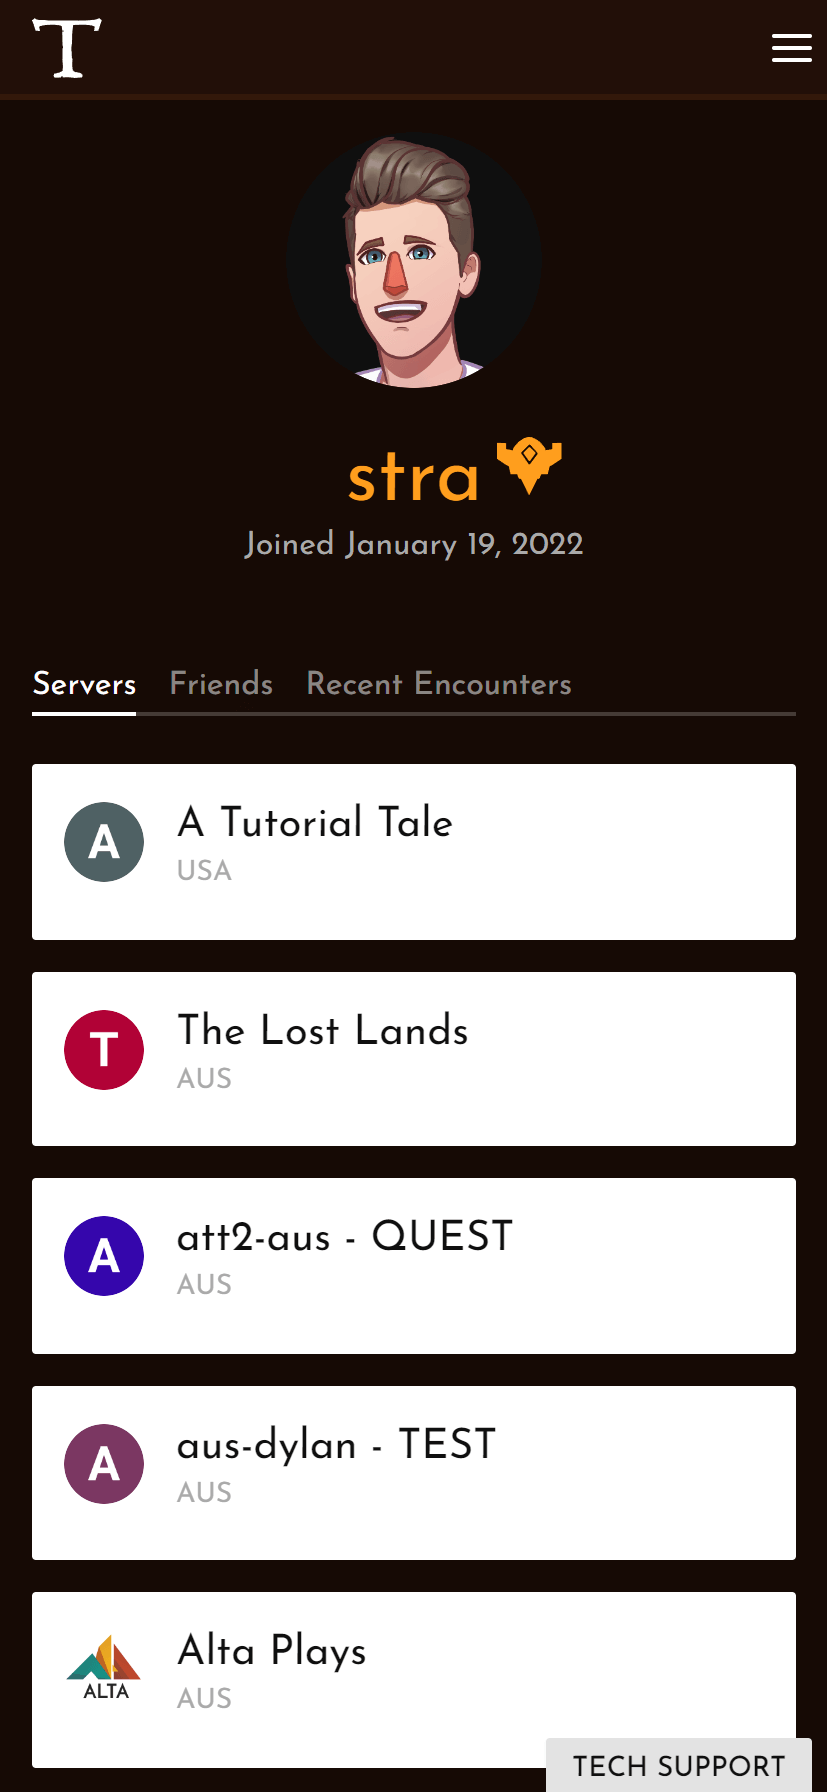 T
stra
Joined January 19, 2022
Servers Friends Recent Encounters
A
A Tutorial Tale
USA
T
The Lost Lands
AUS
A
att2-aus - QUEST
AUS
A
aus-dylan - TEST
AUS
ALTA
Alta Plays
AUS
TECH SUPPORT